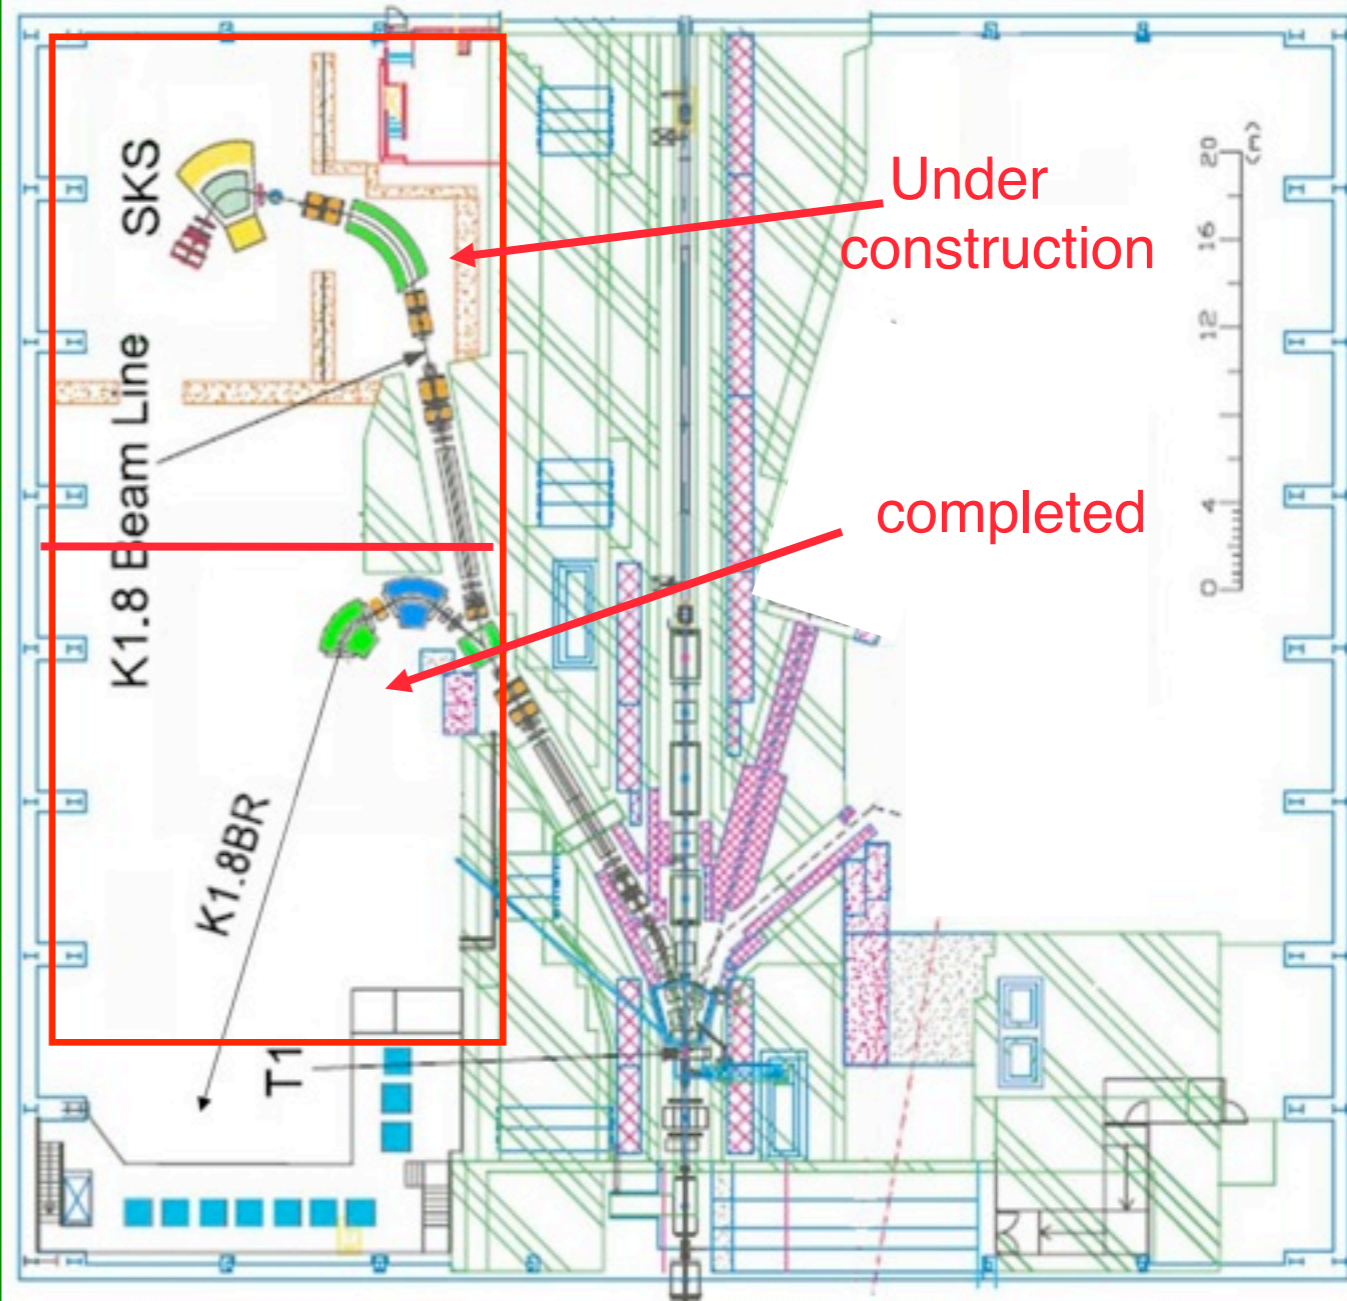 SKS
Under
construction
K1.8 Beam Line
completed
K1.8BR
T1
20
16
12
4
0
(m)